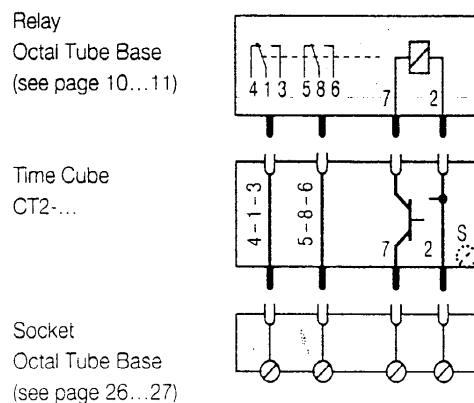 Relay
Octal Tube Base
(see page 10...11)
4 1 3 5 8 6
7 2
Time Cube
CT2-...
4-1-3
5-8-6
7 2 S
Socket
Octal Tube Base
(see page 26...27)